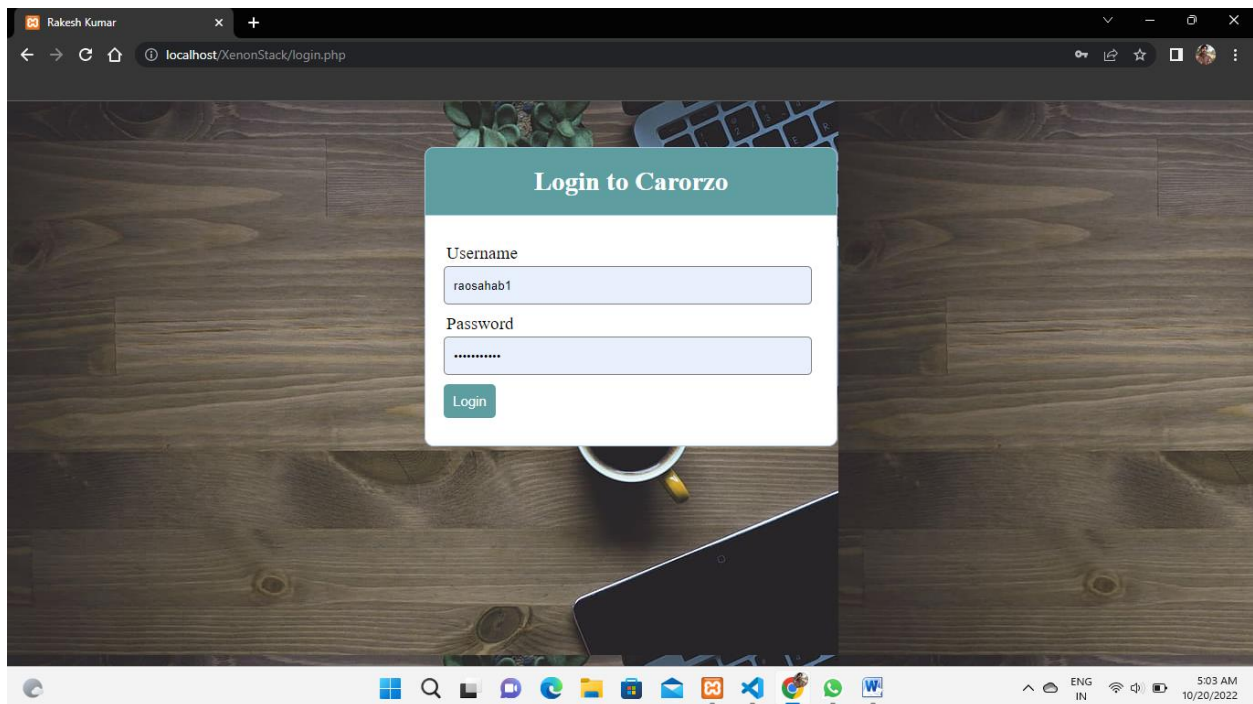 Rakesh Kumar
localhost/XenonStack/login.php
Login to Carorzo
Username
raosahab1
Password
•••••••••••
Login
ENG
IN
5:03 AM
10/20/2022